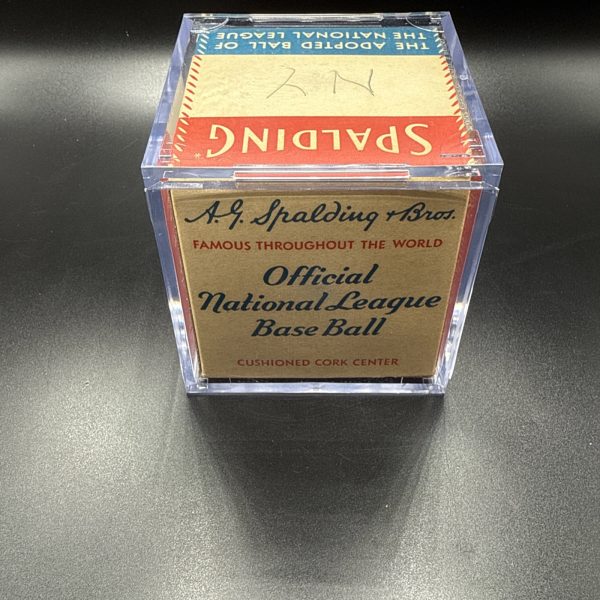 SPALDING*
THE ADOPTED BALL OF
THE NATIONAL LEAGUE
A.G. Spalding + Bros.
FAMOUS THROUGHOUT THE WORLD
Official
National League
Base Ball
CUSHIONED CORK CENTER